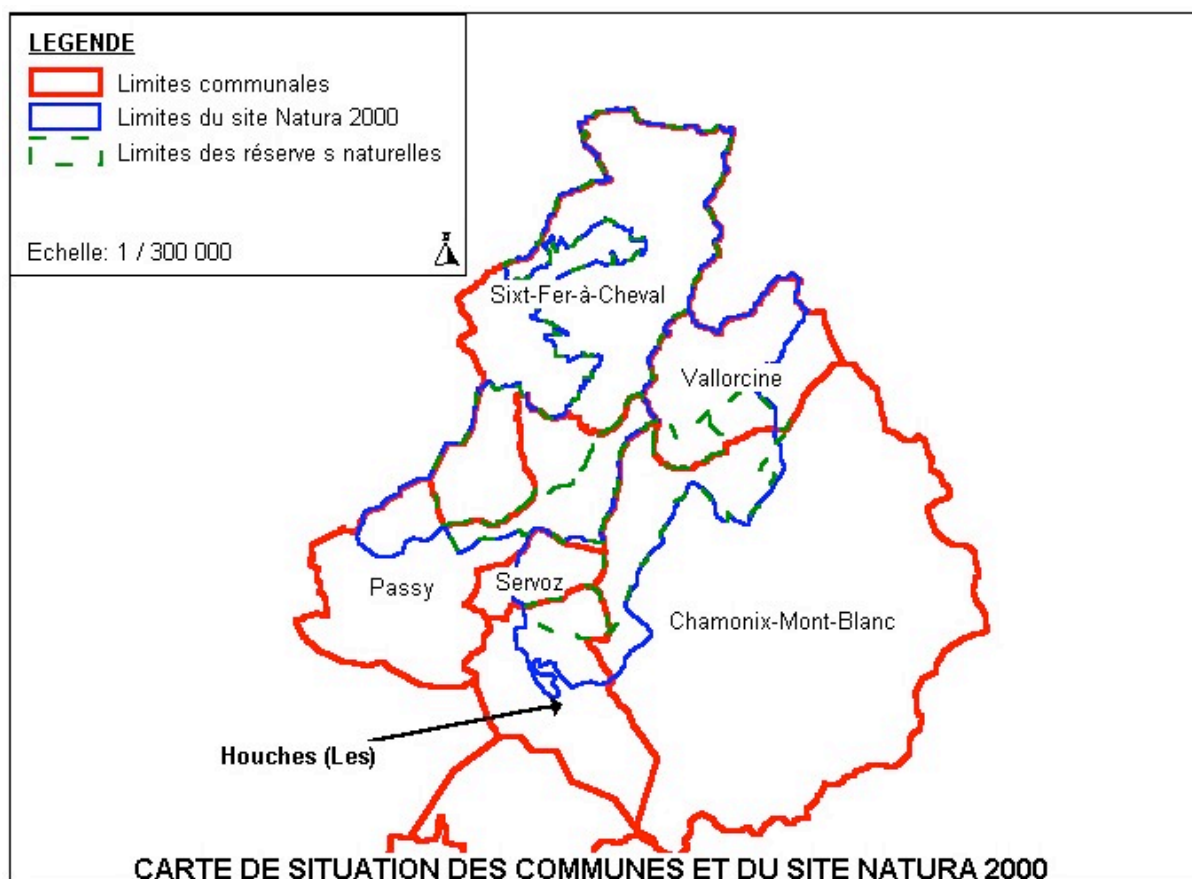 LEGENDE
Limites communales
Limites du site Natura 2000
Limites des réserve s naturelles
Echelle: 1 / 300 000
Sixt-Fer-à-Cheval
Vallorcine
Passy
Servoz
Chamonix-Mont-Blanc
Houches (Les)
CARTE DE SITUATION DES COMMUNES ET DU SITE NATURA 2000